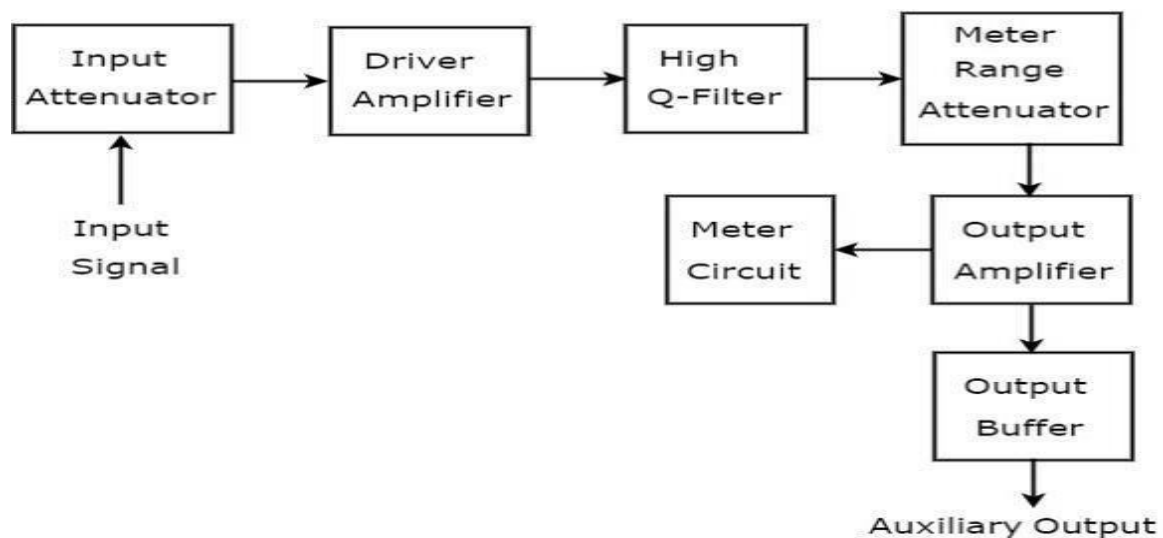 Input
Attenuator
Driver
Amplifier
High
Q-Filter
Meter
Range
Attenuator
Input
Signal
Meter
Circuit
Output
Amplifier
Output
Buffer
Auxiliary Output